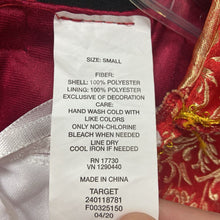 SIZE: SMALL
FIBER:
SHELL: 100% POLYESTER
LINING: 100% POLYESTER
EXCLUSIVE OF DECORATION
CARE:
HAND WASH COLD WITH
LIKE COLORS
ONLY NON-CHLORINE
BLEACH WHEN NEEDED
LINE DRY
COOL IRON IF NEEDED
RN 17730
VN 1290440
MADE IN CHINA
TARGET
240118781
F00325150
04/20